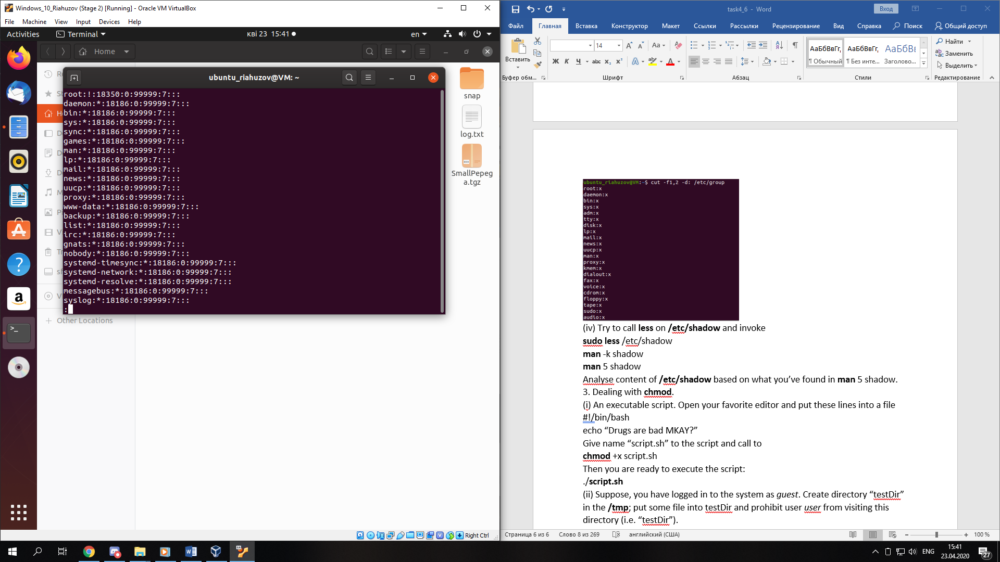 Windows_10_Riahuzov (Stage 2) [Running] - Oracle VM VirtualBox
File Machine View Input Devices Help
Activities Terminal кві 23 15:41 en
Home
ubuntu_riahuzov@VM: ~
root:!:18350:0:99999:7:::
daemon:*:18186:0:99999:7:::
bin:*:18186:0:99999:7:::
sys:*:18186:0:99999:7:::
sync:*:18186:0:99999:7:::
games:*:18186:0:99999:7:::
man:*:18186:0:99999:7:::
lp:*:18186:0:99999:7:::
mail:*:18186:0:99999:7:::
news:*:18186:0:99999:7:::
uucp:*:18186:0:99999:7:::
proxy:*:18186:0:99999:7:::
www-data:*:18186:0:99999:7:::
backup:*:18186:0:99999:7:::
list:*:18186:0:99999:7:::
irc:*:18186:0:99999:7:::
gnats:*:18186:0:99999:7:::
nobody:*:18186:0:99999:7:::
systemd-timesync:*:18186:0:99999:7:::
systemd-network:*:18186:0:99999:7:::
systemd-resolve:*:18186:0:99999:7:::
messagebus:*:18186:0:99999:7:::
syslog:*:18186:0:99999:7:::
:
Other Locations
snap
log.txt
SmallPepeg
a.tgz
Right Ctrl
task4_6 - Word
Вход
Файл Главная Вставка Конструктор Макет Ссылки Рассылки Рецензирование Вид Справка Поиск Общий доступ
Вставить
14
Ж К Ч abc x₂ x²
Aa
АаБбВвГг, АаБбВвГг, АаБбВв
¶ Обычный ¶ Без инте... Заголово...
Найти
Заменить
Выделить
Буфер обм... Шрифт Абзац Стили Редактирование
ubuntu_riahuzov@VM:~$ cut -f1,2 -d: /etc/group
root:x
daemon:x
bin:x
sys:x
adm:x
tty:x
disk:x
lp:x
mail:x
news:x
uucp:x
man:x
proxy:x
kmem:x
dialout:x
fax:x
voice:x
cdrom:x
floppy:x
tape:x
sudo:x
audio:x
(iv) Try to call less on /etc/shadow and invoke
sudo less /etc/shadow
man -k shadow
man 5 shadow
Analyse content of /etc/shadow based on what you’ve found in man 5 shadow.
3. Dealing with chmod.
(i) An executable script. Open your favorite editor and put these lines into a file
#!/bin/bash
echo “Drugs are bad MKAY?”
Give name “script.sh” to the script and call to
chmod +x script.sh
Then you are ready to execute the script:
./script.sh
(ii) Suppose, you have logged in to the system as guest. Create directory “testDir”
in the /tmp; put some file into testDir and prohibit user user from visiting this
directory (i.e. “testDir”).
Страница 6 из 6 Слово 8 из 269 английский (США) 100 %
ENG
15:41
23.04.2020
27